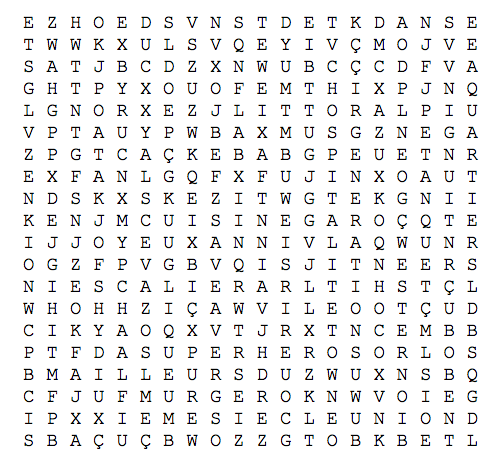 E Z H O E D S V N S T D E T K D A N S E
T W W K X U L S V Q E Y I V Ç M O J V E
S A T J B C D Z X N W U B C Ç C D F V A
G H T P Y X O U O F E M T H I X P J N Q
L G N O R X E Z J L I T T O R A L P I U
V P T A U Y P W B A X M U S G Z N E G A
Z P G T C A Ç K E B A B G P E U E T N R
E X F A N L G Q F X F U J I N X O A U T
N D S K X S K E Z I T W G T E K G N I I
K E N J M C U I S I N E G A R O Ç Q T E
I J J O Y E U X A N N I V L A Q W U N R
O G Z F P V G B V Q I S J I T N E E R S
N I E S C A L I E R A R L T I H S T Ç L
W H O H H Z I Ç A W V I L E O O T Ç U D
C I K Y A O Q X V T J R X T N C E M B B
P T F D A S U P E R H E R O S O R L O S
B M A I L L E U R S D U Z W U X N S B Q
C F J U F M U R G E R O K N W V O I E G
I P X X I E M E S I E C L E U N I O N D
S B A Ç U Ç B W O Z Z G T O B K B E T L